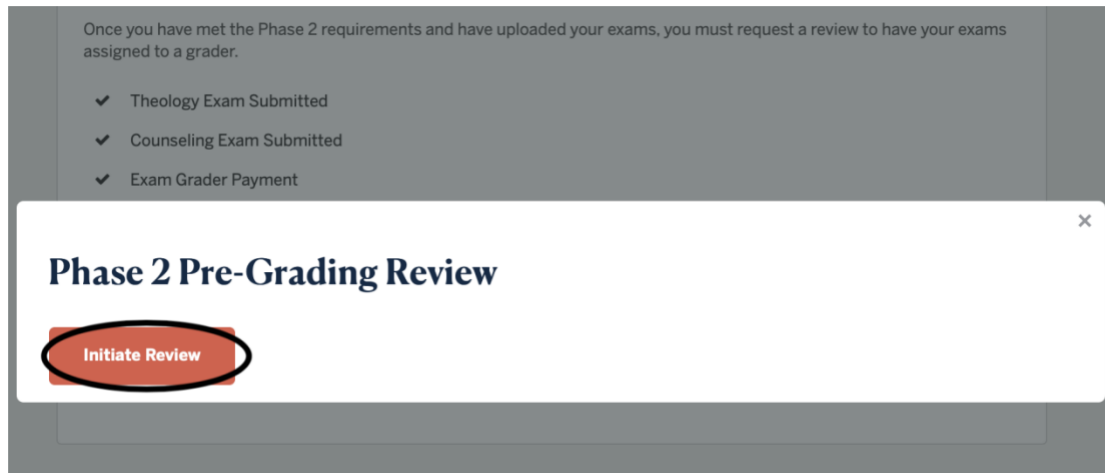 Once you have met the Phase 2 requirements and have uploaded your exams, you must request a review to have your exams
assigned to a grader.
Theology Exam Submitted
Counseling Exam Submitted
Exam Grader Payment
Phase 2 Pre-Grading Review
Initiate Review